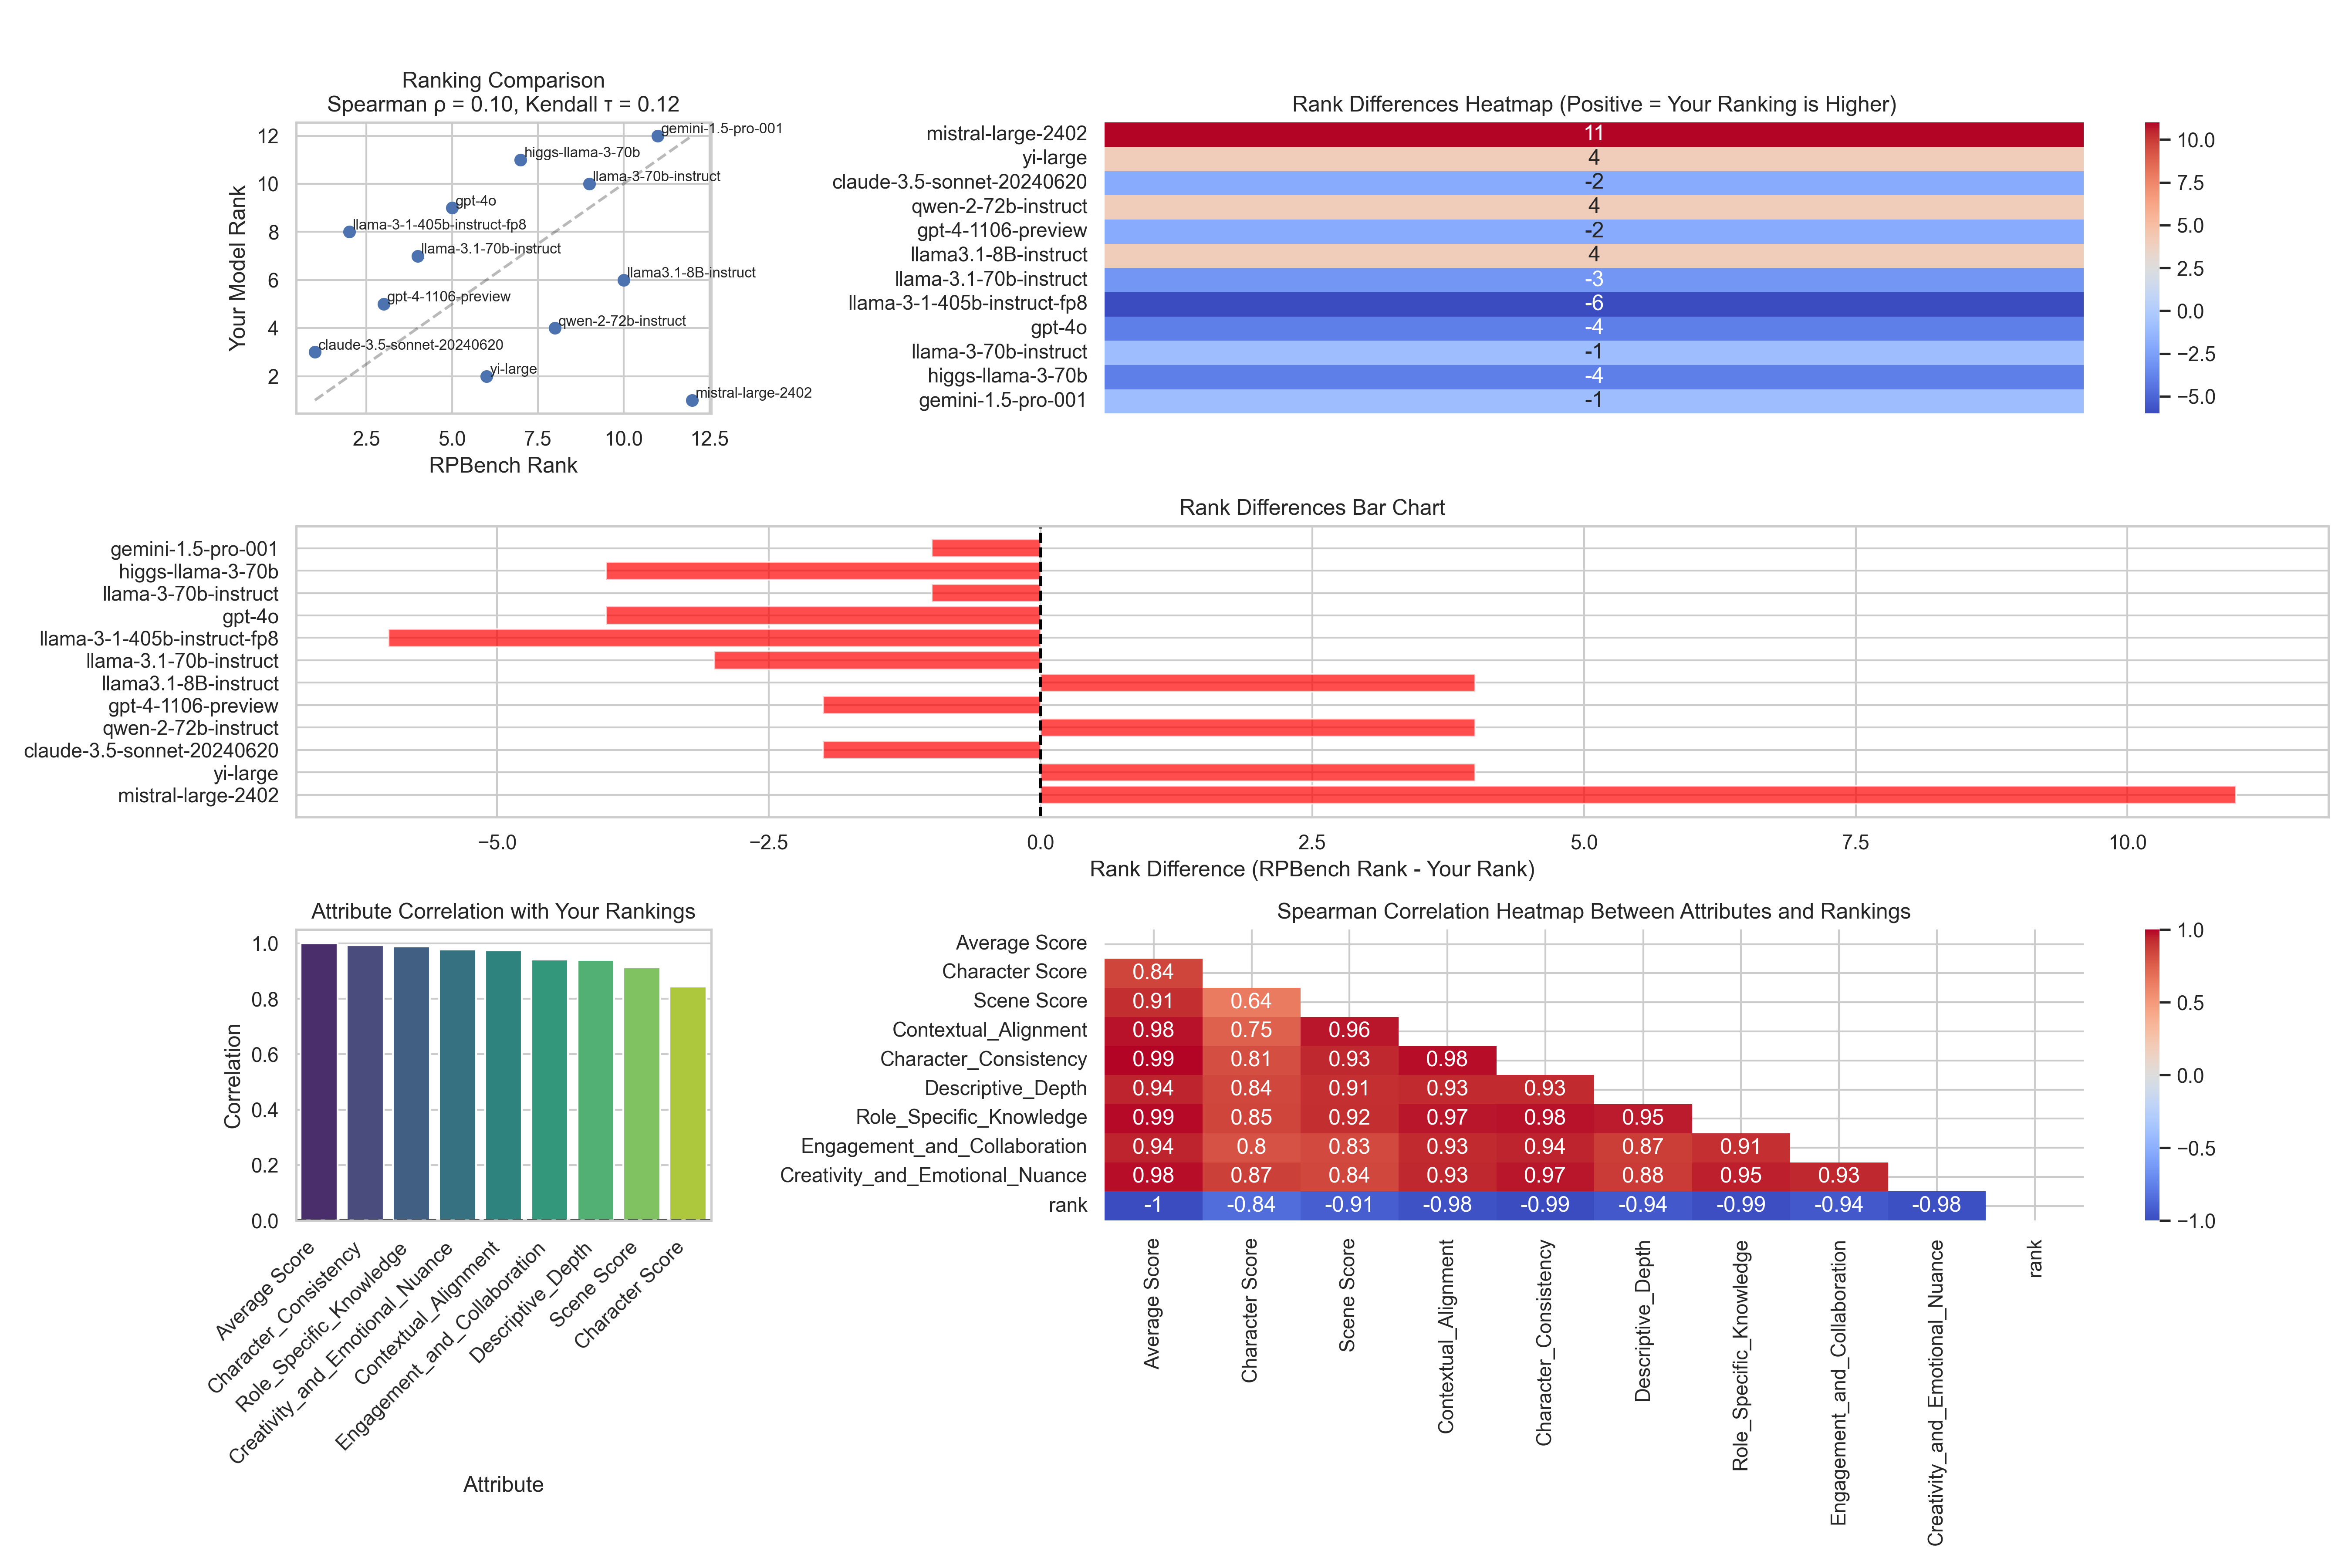 Ranking Comparison
Spearman ρ = 0.10, Kendall τ = 0.12
12
10
8
6
4
2
Your Model Rank
gemini-1.5-pro-001
higgs-llama-3-70b
llama-3-70b-instruct
gpt-4o
llama-3-1-405b-instruct-fp8
llama-3.1-70b-instruct
llama3.1-8B-instruct
gpt-4-1106-preview
qwen-2-72b-instruct
claude-3.5-sonnet-20240620
yi-large
mistral-large-2402
2.5 5.0 7.5 10.0 12.5
RPBench Rank
Rank Differences Heatmap (Positive = Your Ranking is Higher)
mistral-large-2402 11
yi-large 4
claude-3.5-sonnet-20240620 -2
qwen-2-72b-instruct 4
gpt-4-1106-preview -2
llama3.1-8B-instruct 4
llama-3.1-70b-instruct -3
llama-3-1-405b-instruct-fp8 -6
gpt-4o -4
llama-3-70b-instruct -1
higgs-llama-3-70b -4
gemini-1.5-pro-001 -1
10.0
7.5
5.0
2.5
0.0
−2.5
−5.0
Rank Differences Bar Chart
gemini-1.5-pro-001
higgs-llama-3-70b
llama-3-70b-instruct
gpt-4o
llama-3-1-405b-instruct-fp8
llama-3.1-70b-instruct
llama3.1-8B-instruct
gpt-4-1106-preview
qwen-2-72b-instruct
claude-3.5-sonnet-20240620
yi-large
mistral-large-2402
−5.0 −2.5 0.0 2.5 5.0 7.5 10.0
Rank Difference (RPBench Rank - Your Rank)
Attribute Correlation with Your Rankings
1.0
0.8
0.6
0.4
0.2
0.0
Correlation
Average Score
Character_Consistency
Role_Specific_Knowledge
Creativity_and_Emotional_Nuance
Contextual_Alignment
Engagement_and_Collaboration
Descriptive_Depth
Scene Score
Character Score
Attribute
Spearman Correlation Heatmap Between Attributes and Rankings
Average Score
Character Score 0.84
Scene Score 0.91 0.64
Contextual_Alignment 0.98 0.75 0.96
Character_Consistency 0.99 0.81 0.93 0.98
Descriptive_Depth 0.94 0.84 0.91 0.93 0.93
Role_Specific_Knowledge 0.99 0.85 0.92 0.97 0.98 0.95
Engagement_and_Collaboration 0.94 0.8 0.83 0.93 0.94 0.87 0.91
Creativity_and_Emotional_Nuance 0.98 0.87 0.84 0.93 0.97 0.88 0.95 0.93
rank -1 -0.84 -0.91 -0.98 -0.99 -0.94 -0.99 -0.94 -0.98
Average Score
Character Score
Scene Score
Contextual_Alignment
Character_Consistency
Descriptive_Depth
Role_Specific_Knowledge
Engagement_and_Collaboration
Creativity_and_Emotional_Nuance
rank
1.0
0.5
0.0
−0.5
−1.0